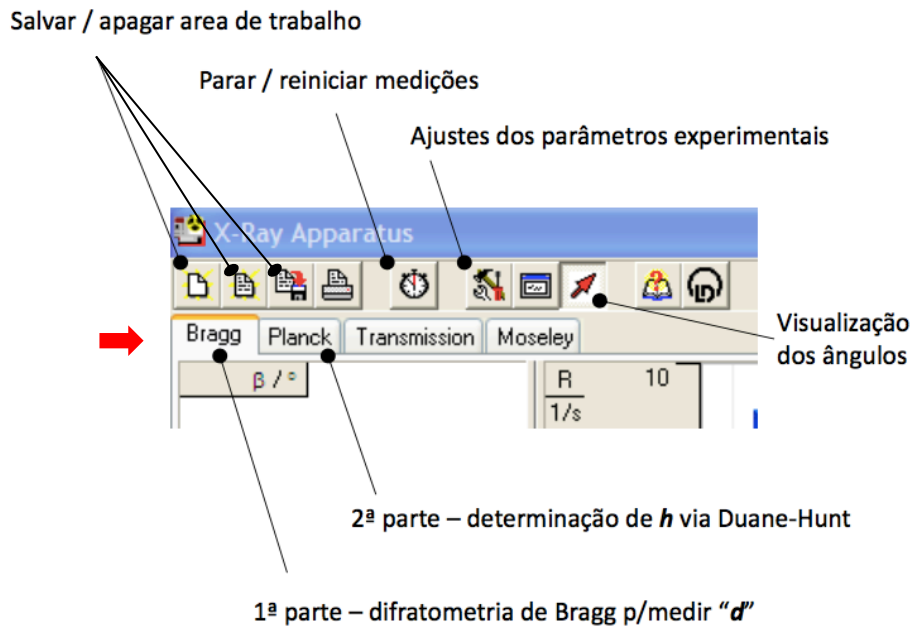 Salvar / apagar area de trabalho
Parar / reiniciar medições
Ajustes dos parâmetros experimentais
X-Ray Apparatus
Bragg Planck Transmission Moseley
β / °
R 10
1/s
Visualização
dos ângulos
2ª parte – determinação de h via Duane-Hunt
1ª parte – difratometria de Bragg p/medir “d”